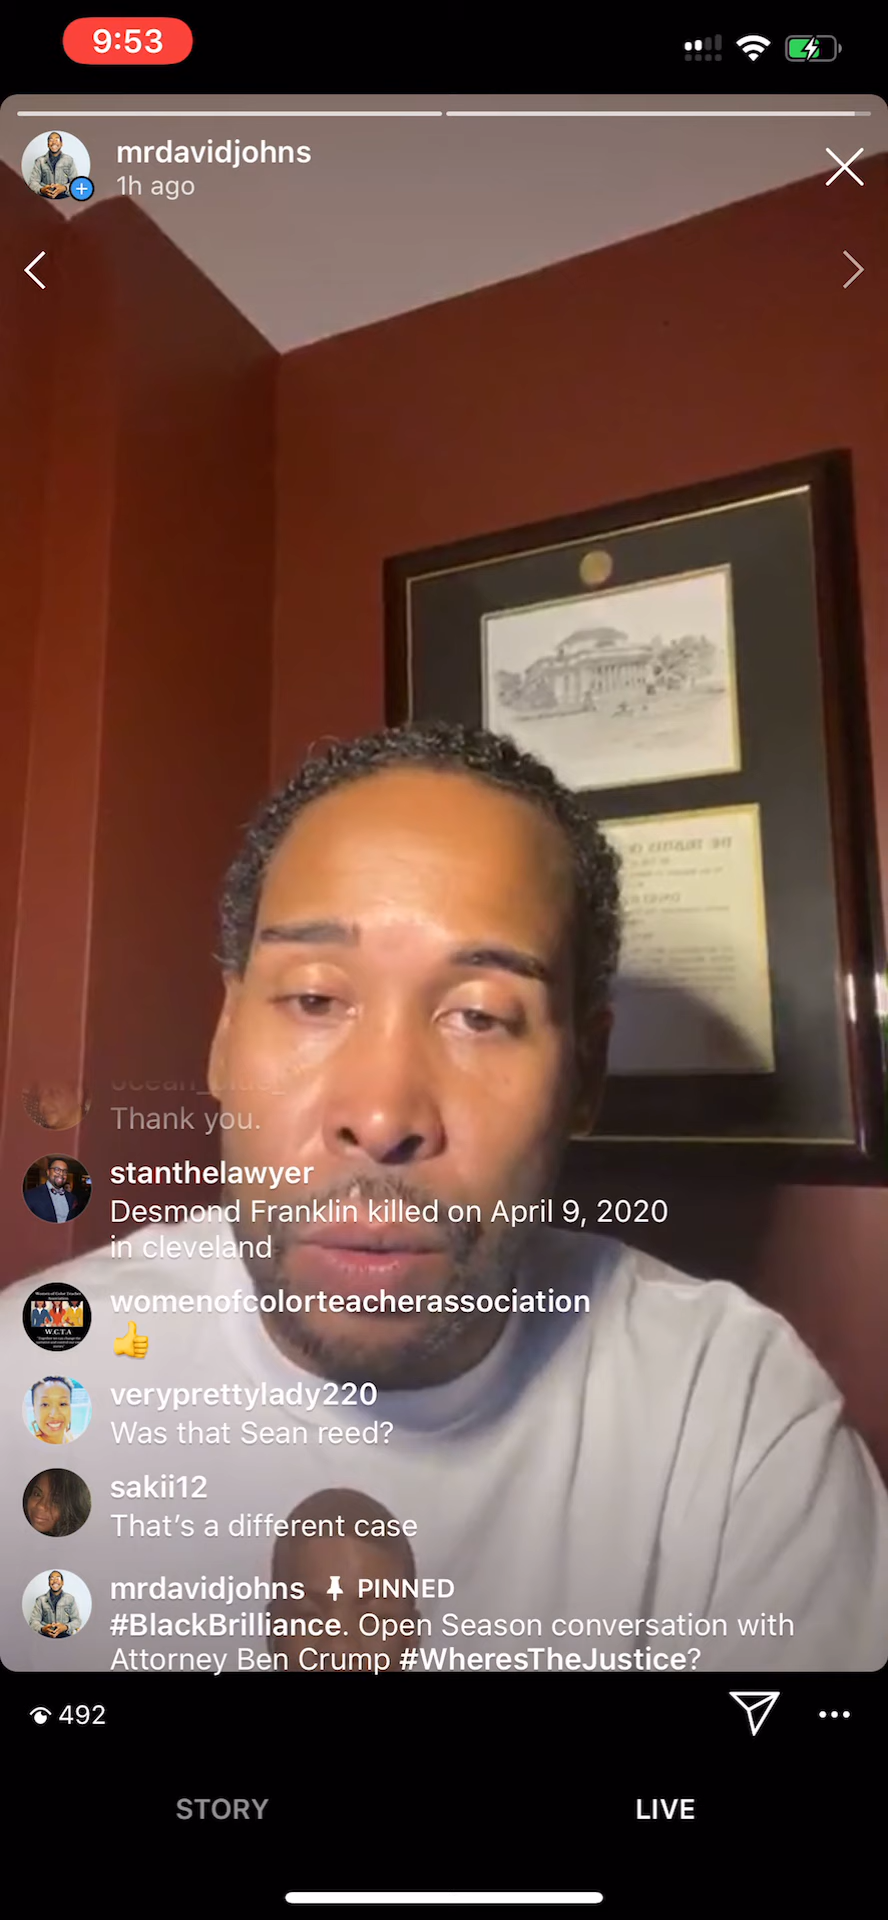 9:53
mrdavidjohns
1h ago
Thank you.
stanthelawyer
Desmond Franklin killed on April 9, 2020
in cleveland
womenofcolorteacherassociation
👍
W.C.T.A
veryprettylady220
Was that Sean reed?
sakii12
That's a different case
mrdavidjohns PINNED
#BlackBrilliance. Open Season conversation with
Attorney Ben Crump #WheresTheJustice?
492
STORY
LIVE